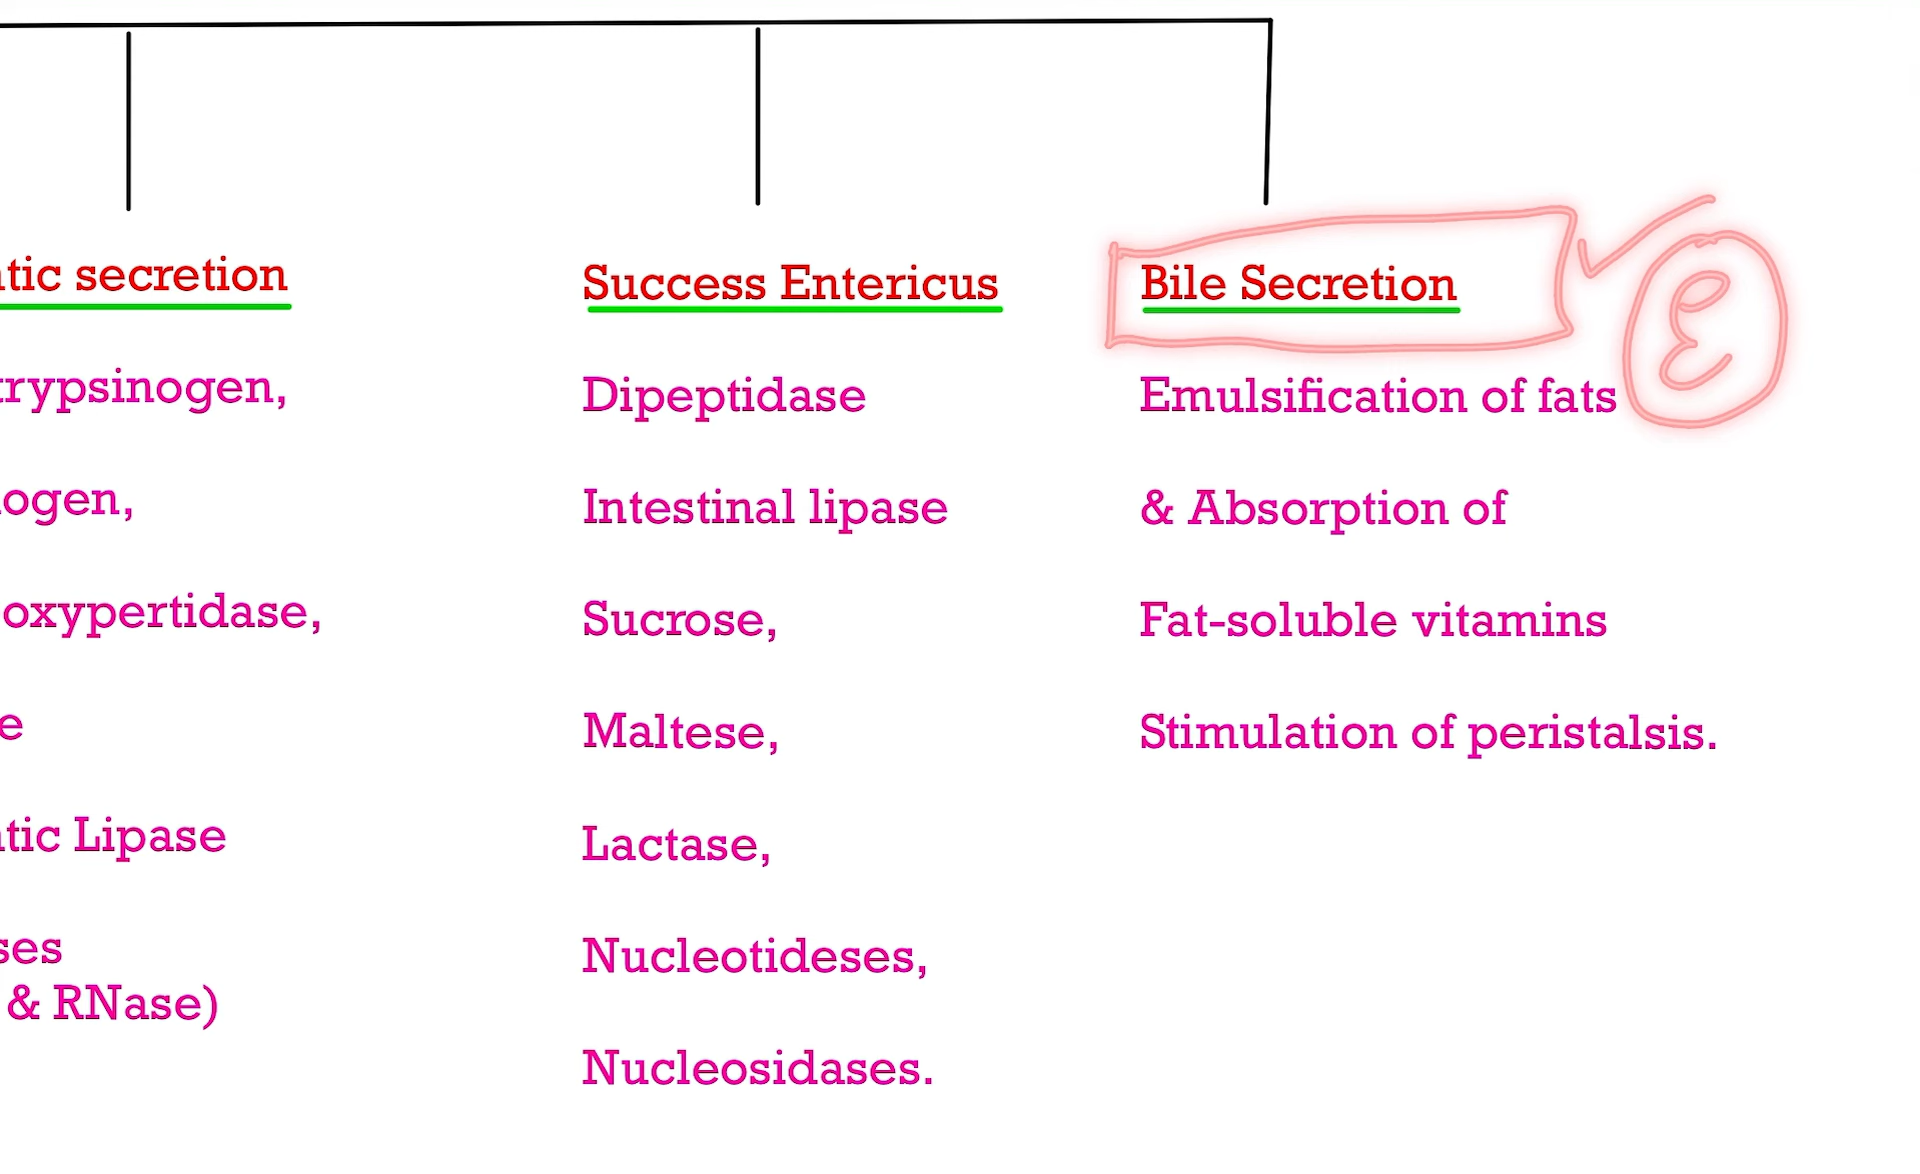 tic secretion
trypsinogen,
ogen,
oxypertidase,
e
tic Lipase
ses
& RNase)
Success Entericus
Dipeptidase
Intestinal lipase
Sucrose,
Maltese,
Lactase,
Nucleotideses,
Nucleosidases.
Bile Secretion
E
Emulsification of fats
& Absorption of
Fat-soluble vitamins
Stimulation of peristalsis.